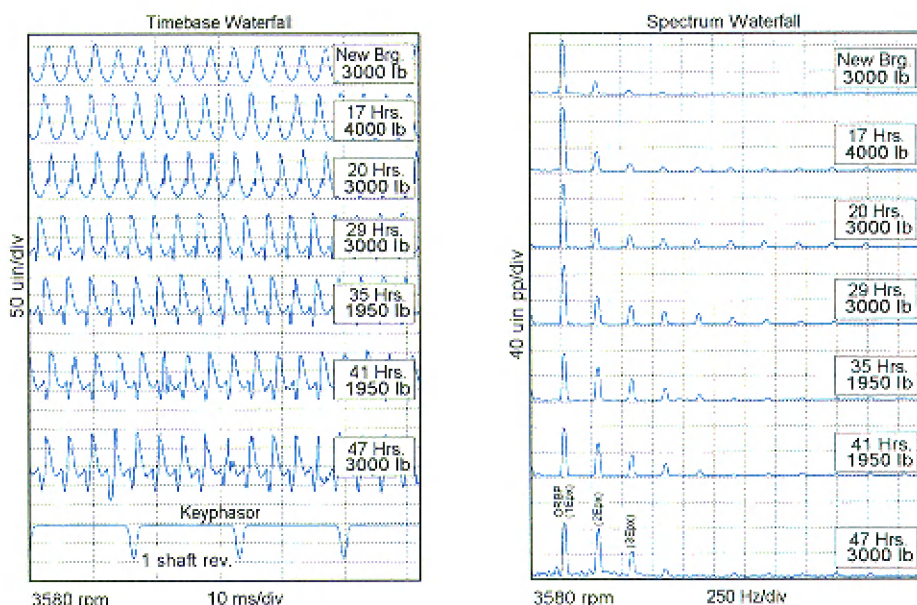 Timebase Waterfall
New Brg.
3000 lb
17 Hrs.
4000 lb
20 Hrs.
3000 lb
29 Hrs.
3000 lb
35 Hrs.
1950 lb
41 Hrs.
1950 lb
47 Hrs.
3000 lb
Keyphasor
1 shaft rev.
50 uin/div
3580 rpm
10 ms/div
Spectrum Waterfall
New Brg.
3000 lb
17 Hrs.
4000 lb
20 Hrs.
3000 lb
29 Hrs.
3000 lb
35 Hrs.
1950 lb
41 Hrs.
1950 lb
ORBP
(1Epx)
(2Epx)
(3Epx)
47 Hrs.
3000 lb
40 uin pp/div
3580 rpm
250 Hz/div